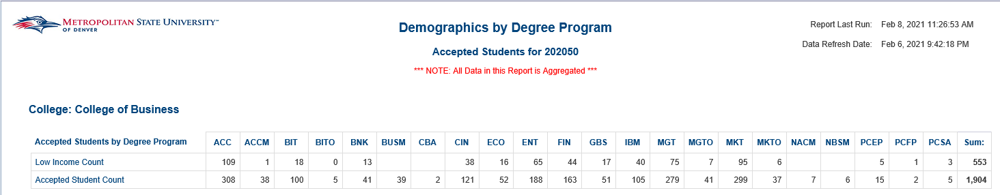 METROPOLITAN STATE UNIVERSITY™
OF DENVER
Demographics by Degree Program
Accepted Students for 202050
*** NOTE: All Data in this Report is Aggregated ***
Report Last Run: Feb 8, 2021 11:26:53 AM
Data Refresh Date: Feb 6, 2021 9:42:18 PM
College: College of Business
Accepted Students by Degree Program ACC ACCM BIT BITO BNK BUSM CBA CIN ECO ENT FIN GBS IBM MGT MGTO MKT MKTO NACM NBSM PCEP PCFP PCSA Sum:
Low Income Count 109 1 18 0 13 38 16 65 44 17 40 75 7 95 6 5 1 3 553
Accepted Student Count 308 38 100 5 41 39 2 121 52 188 163 51 105 279 41 299 37 7 6 15 2 5 1,904